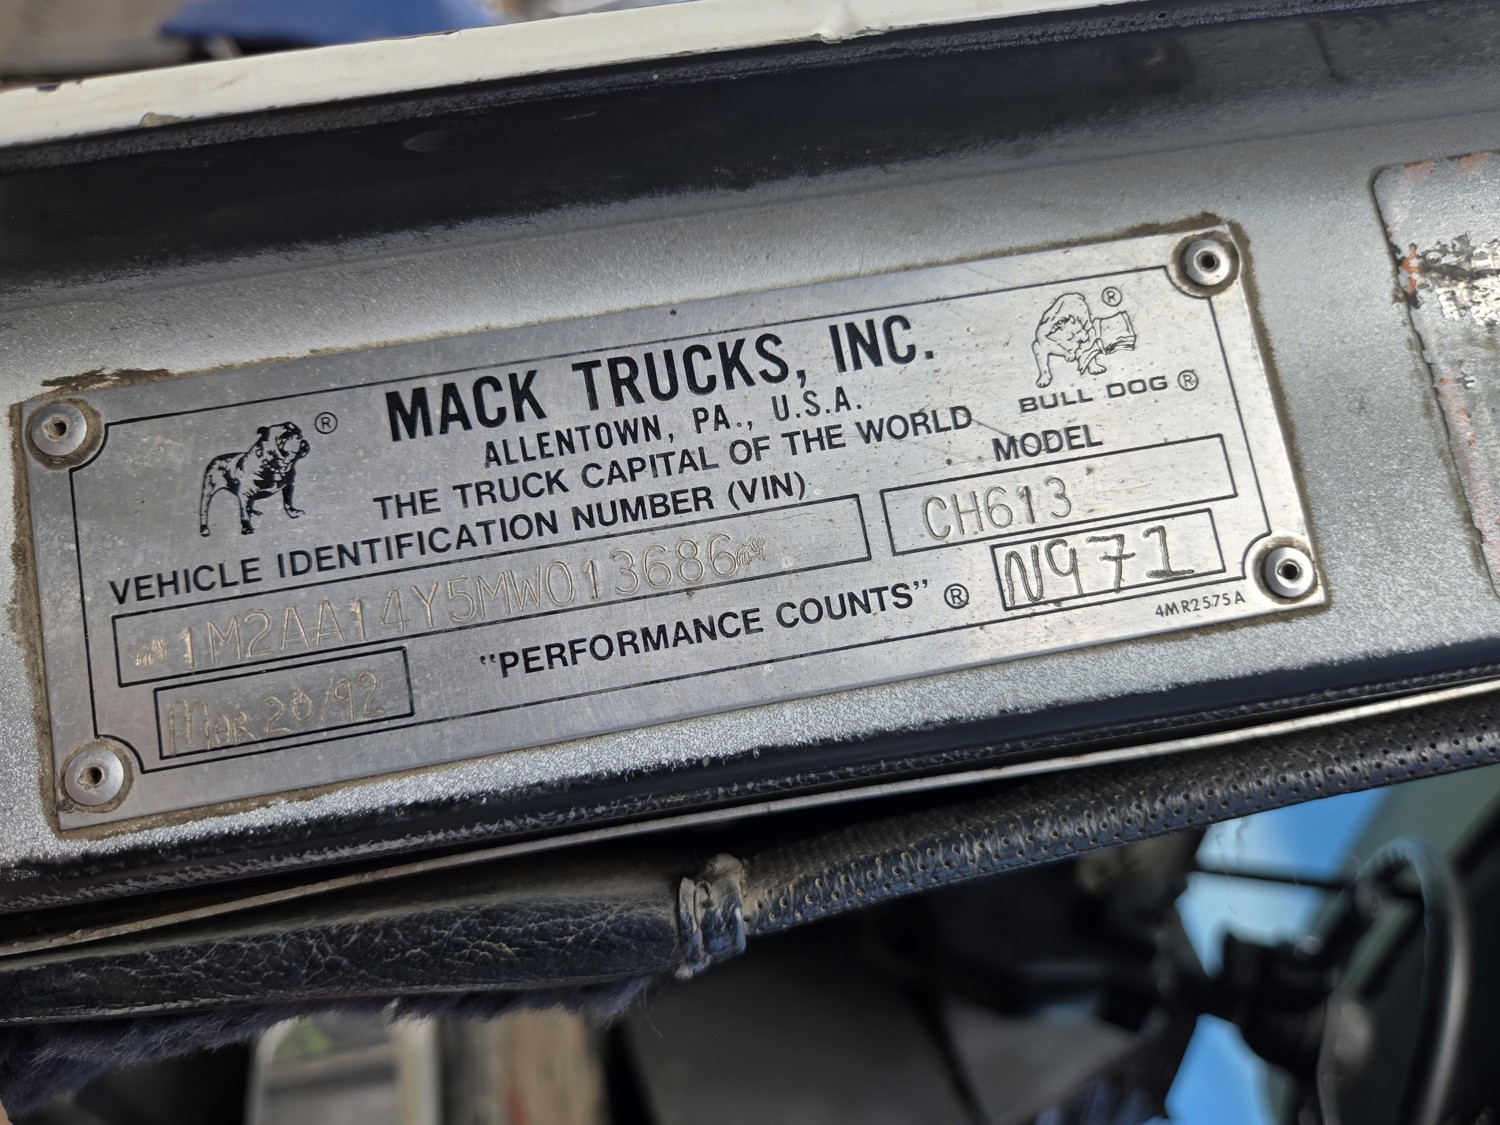 MACK TRUCKS, INC.
ALLENTOWN, PA., U.S.A.
THE TRUCK CAPITAL OF THE WORLD
® BULL DOG ®
®
VEHICLE IDENTIFICATION NUMBER (VIN)
1M2AA14Y5MW013686
MODEL
CH613
N971
Mar 20/92
"PERFORMANCE COUNTS" ®
4MR2575A